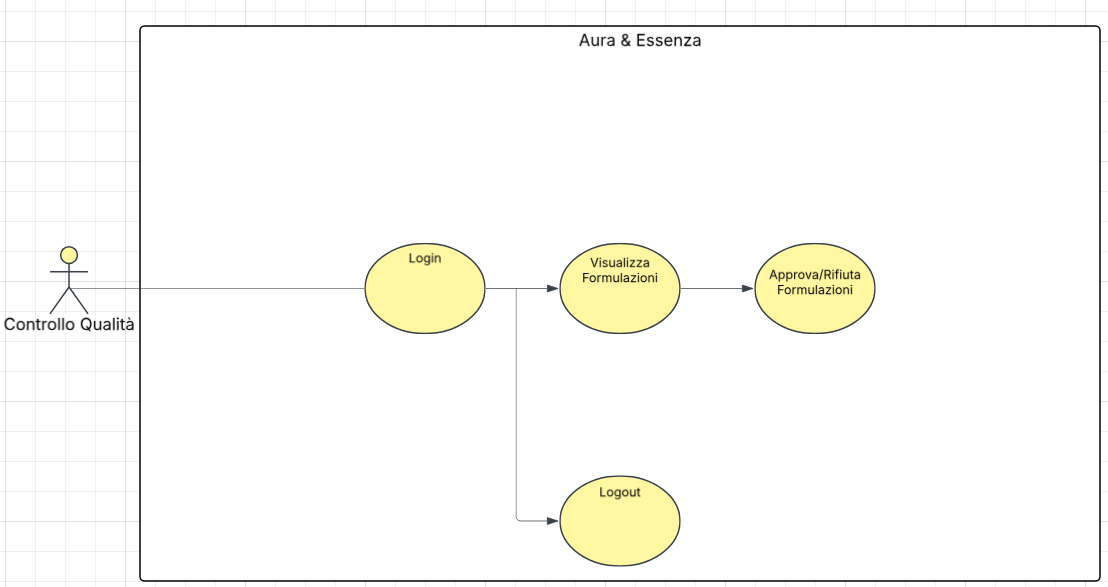 Aura & Essenza
Login
Visualizza
Formulazioni
Approva/Rifiuta
Formulazioni
Controllo Qualità
Logout